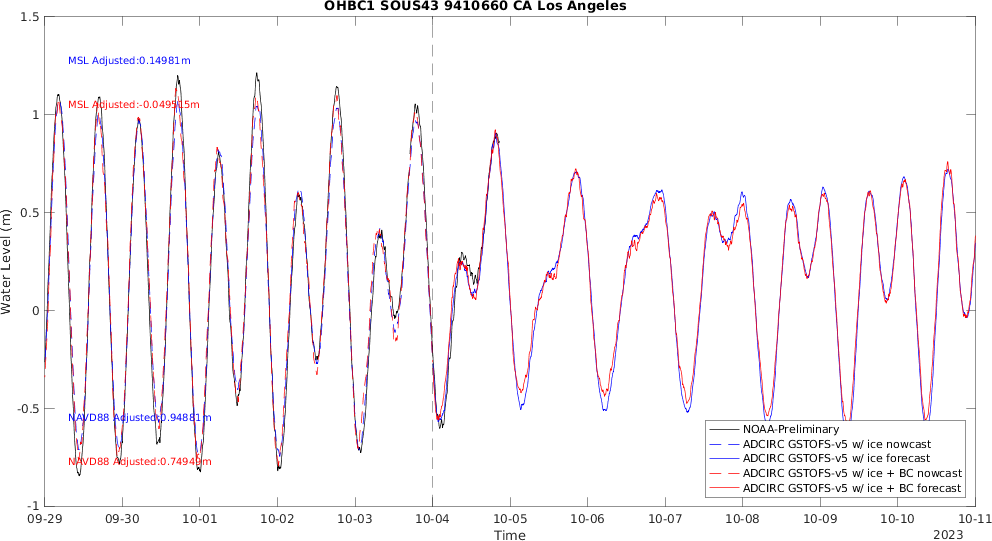 OHBC1 SOUS43 9410660 CA Los Angeles
1.5
1
0.5
0
-0.5
-1
Water Level (m)
MSL Adjusted:0.14981m
MSL Adjusted:-0.049515m
NAVD88 Adjusted:0.94881m
NAVD88 Adjusted:0.74949m
NOAA-Preliminary
ADCIRC GSTOFS-v5 w/ ice nowcast
ADCIRC GSTOFS-v5 w/ ice forecast
ADCIRC GSTOFS-v5 w/ ice + BC nowcast
ADCIRC GSTOFS-v5 w/ ice + BC forecast
09-29 09-30 10-01 10-02 10-03 10-04 10-05 10-06 10-07 10-08 10-09 10-10 10-11
Time
2023